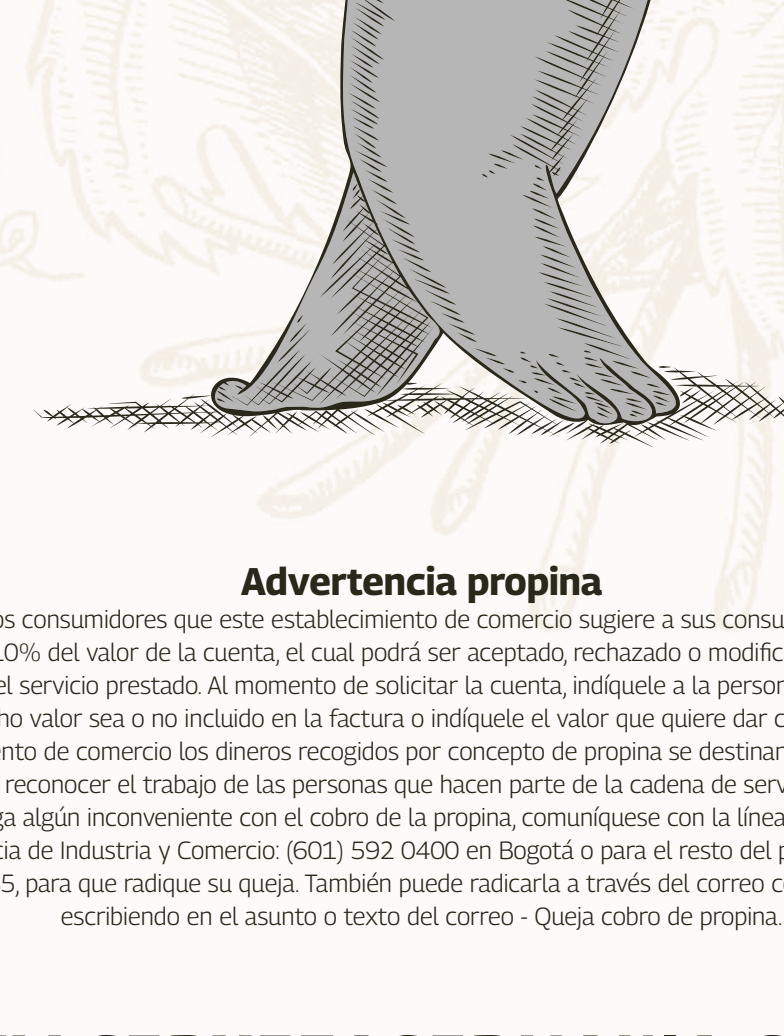 Advertencia propina
os consumidores que este establecimiento de comercio sugiere a sus consu
10% del valor de la cuenta, el cual podrá ser aceptado, rechazado o modific
el servicio prestado. Al momento de solicitar la cuenta, indíquele a la person
ho valor sea o no incluido en la factura o indíquele el valor que quiere dar c
ento de comercio los dineros recogidos por concepto de propina se destinan
reconocer el trabajo de las personas que hacen parte de la cadena de serv
ga algún inconveniente con el cobro de la propina, comuníquese con la línea
cia de Industria y Comercio: (601) 592 0400 en Bogotá o para el resto del p
5, para que radique su queja. También puede radicarla a través del correo co
escribiendo en el asunto o texto del correo - Queja cobro de propina.